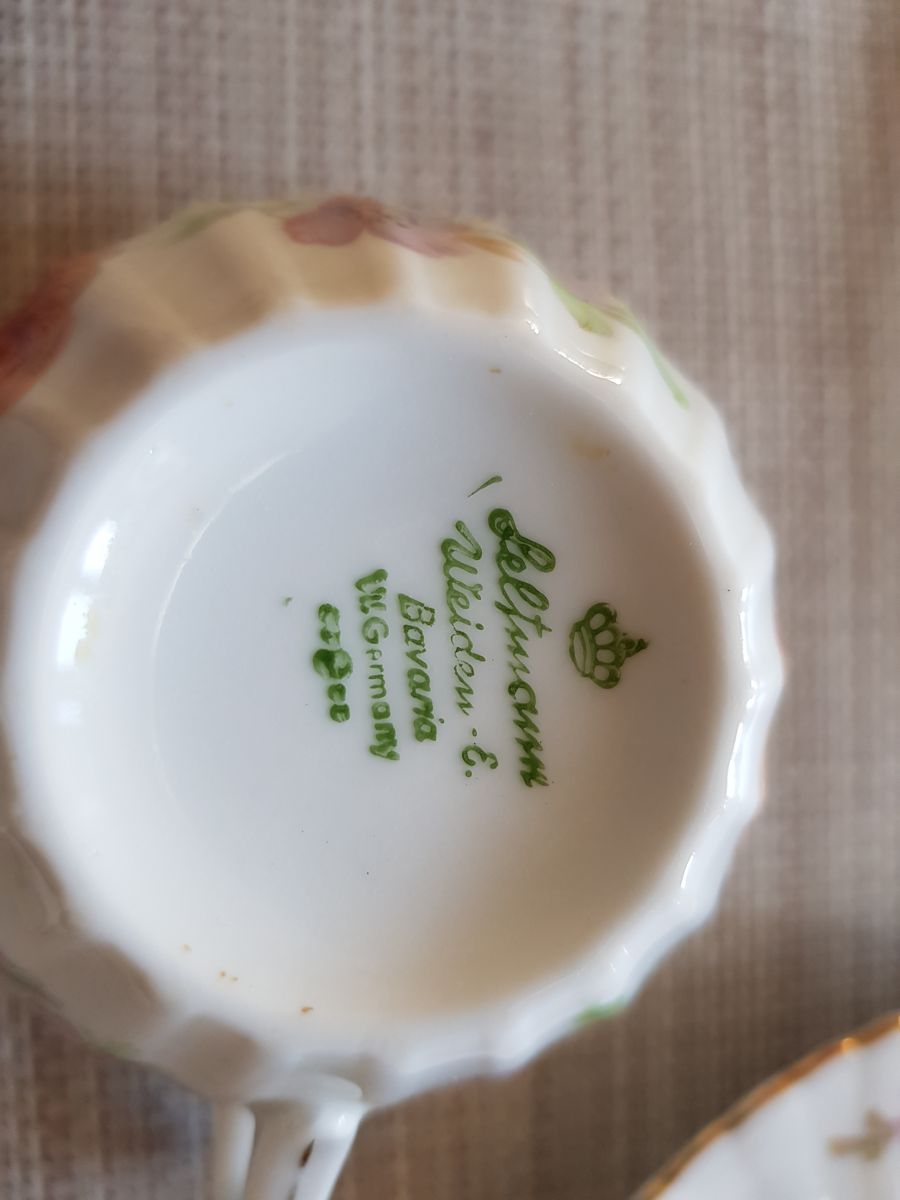 Seltmann
Weiden · E.
Bavaria
W.Germany